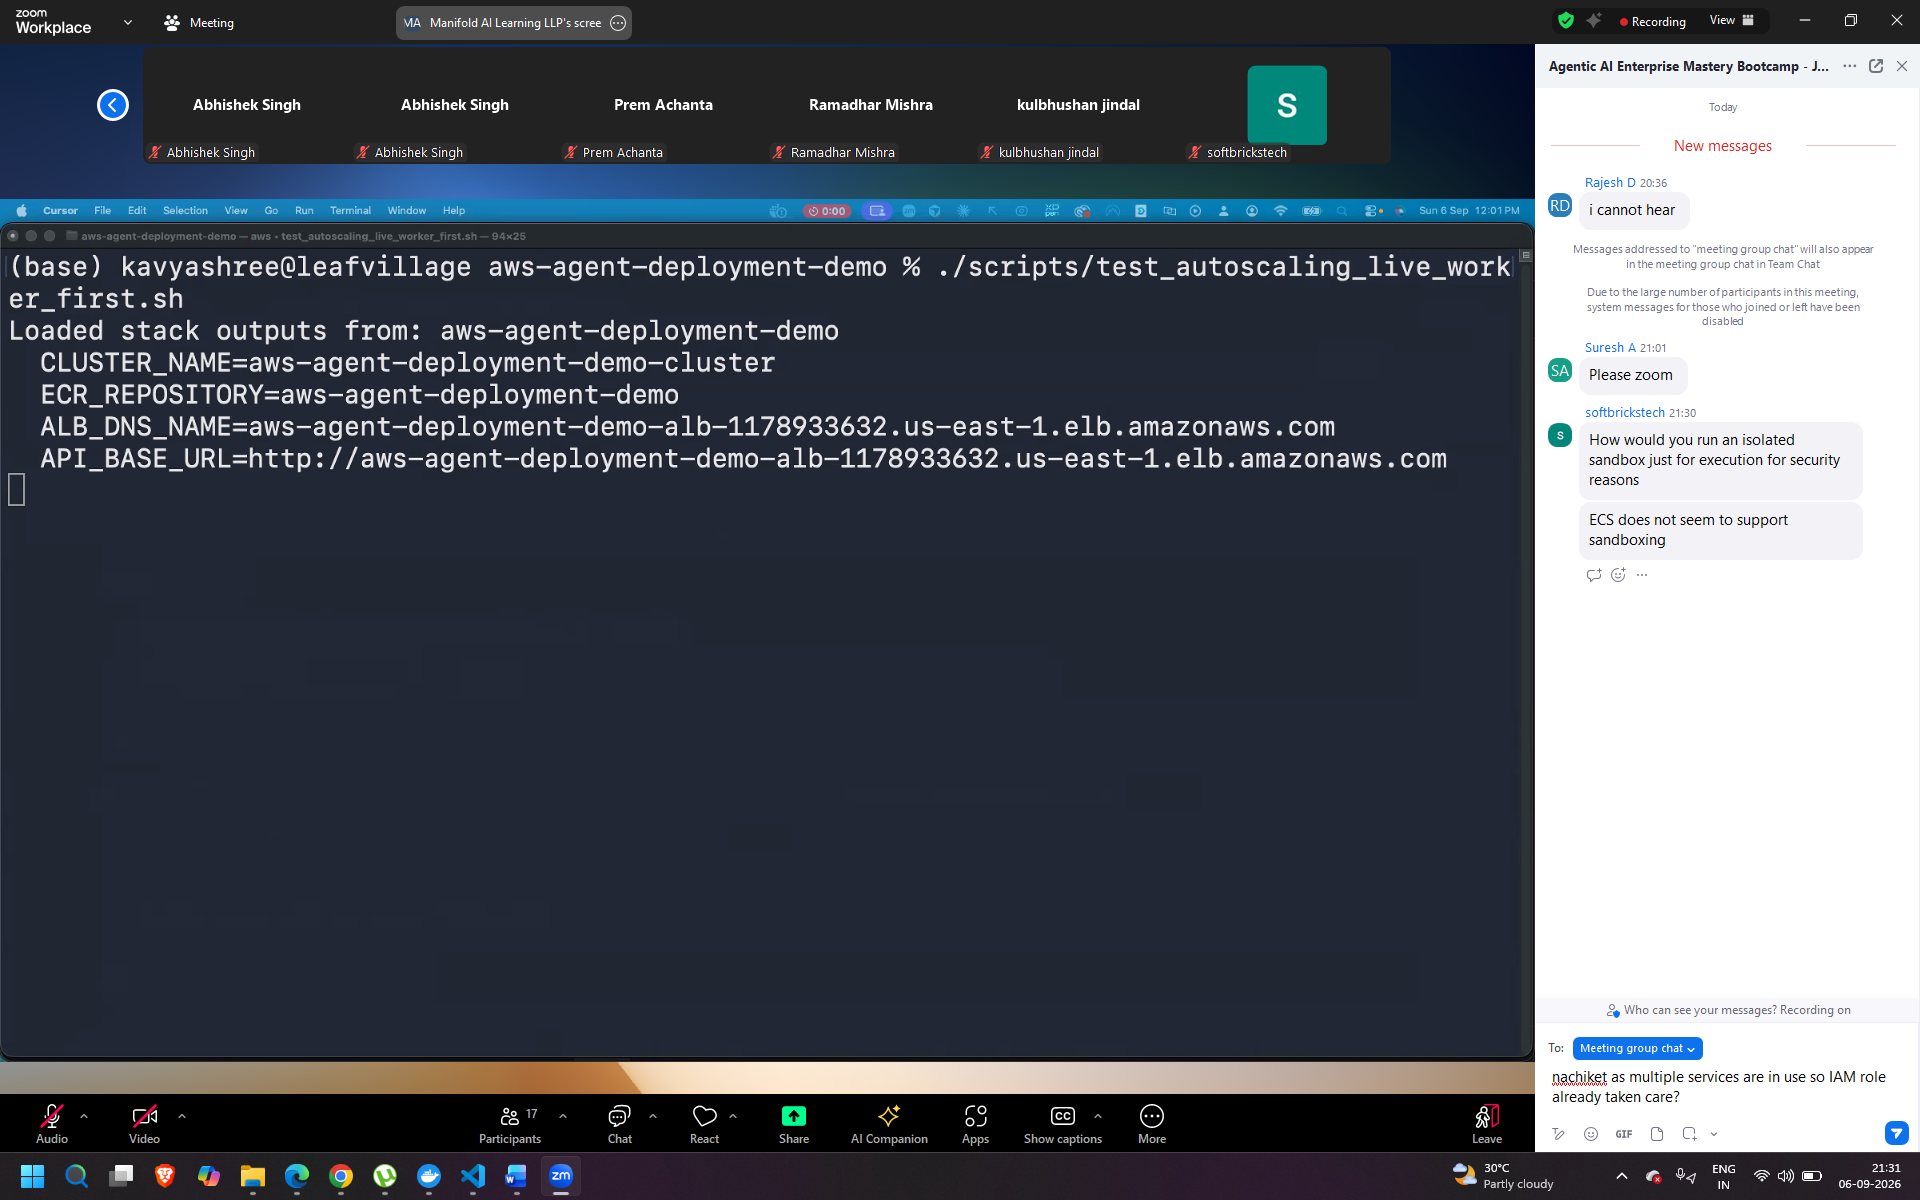 zoom
Workplace
Meeting
MA Manifold AI Learning LLP's scree
Recording
View
Abhishek Singh
Abhishek Singh
Prem Achanta
Ramadhar Mishra
kulbhushan jindal
S
Abhishek Singh
Abhishek Singh
Prem Achanta
Ramadhar Mishra
kulbhushan jindal
softbrickstech
Cursor File Edit Selection View Go Run Terminal Window Help
0:00
Sun 6 Sep 12:01 PM
aws-agent-deployment-demo — aws • test_autoscaling_live_worker_first.sh — 94×25
(base) kavyashree@leafvillage aws-agent-deployment-demo % ./scripts/test_autoscaling_live_work
er_first.sh
Loaded stack outputs from: aws-agent-deployment-demo
CLUSTER_NAME=aws-agent-deployment-demo-cluster
ECR_REPOSITORY=aws-agent-deployment-demo
ALB_DNS_NAME=aws-agent-deployment-demo-alb-1178933632.us-east-1.elb.amazonaws.com
API_BASE_URL=http://aws-agent-deployment-demo-alb-1178933632.us-east-1.elb.amazonaws.com
Agentic AI Enterprise Mastery Bootcamp - J...
Today
New messages
Rajesh D 20:36
RD
i cannot hear
Messages addressed to "meeting group chat" will also appear
in the meeting group chat in Team Chat
Due to the large number of participants in this meeting,
system messages for those who joined or left have been
disabled
Suresh A 21:01
SA
Please zoom
softbrickstech 21:30
S
How would you run an isolated
sandbox just for execution for security
reasons
ECS does not seem to support
sandboxing
Who can see your messages? Recording on
To: Meeting group chat
nachiket as multiple services are in use so IAM role
already taken care?
GIF
Audio
Video
Participants 17
Chat
React
Share
AI Companion
Apps
CC
Show captions
More
Leave
zm
30°C
Partly cloudy
ENG
IN
21:31
06-09-2026